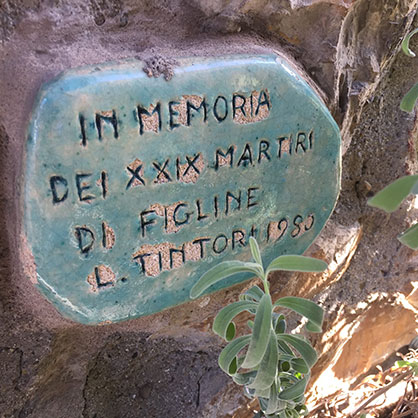 IN MEMORIA
DEI XXIX MARTIRI
DI FIGLINE
L. TINTORI 1980